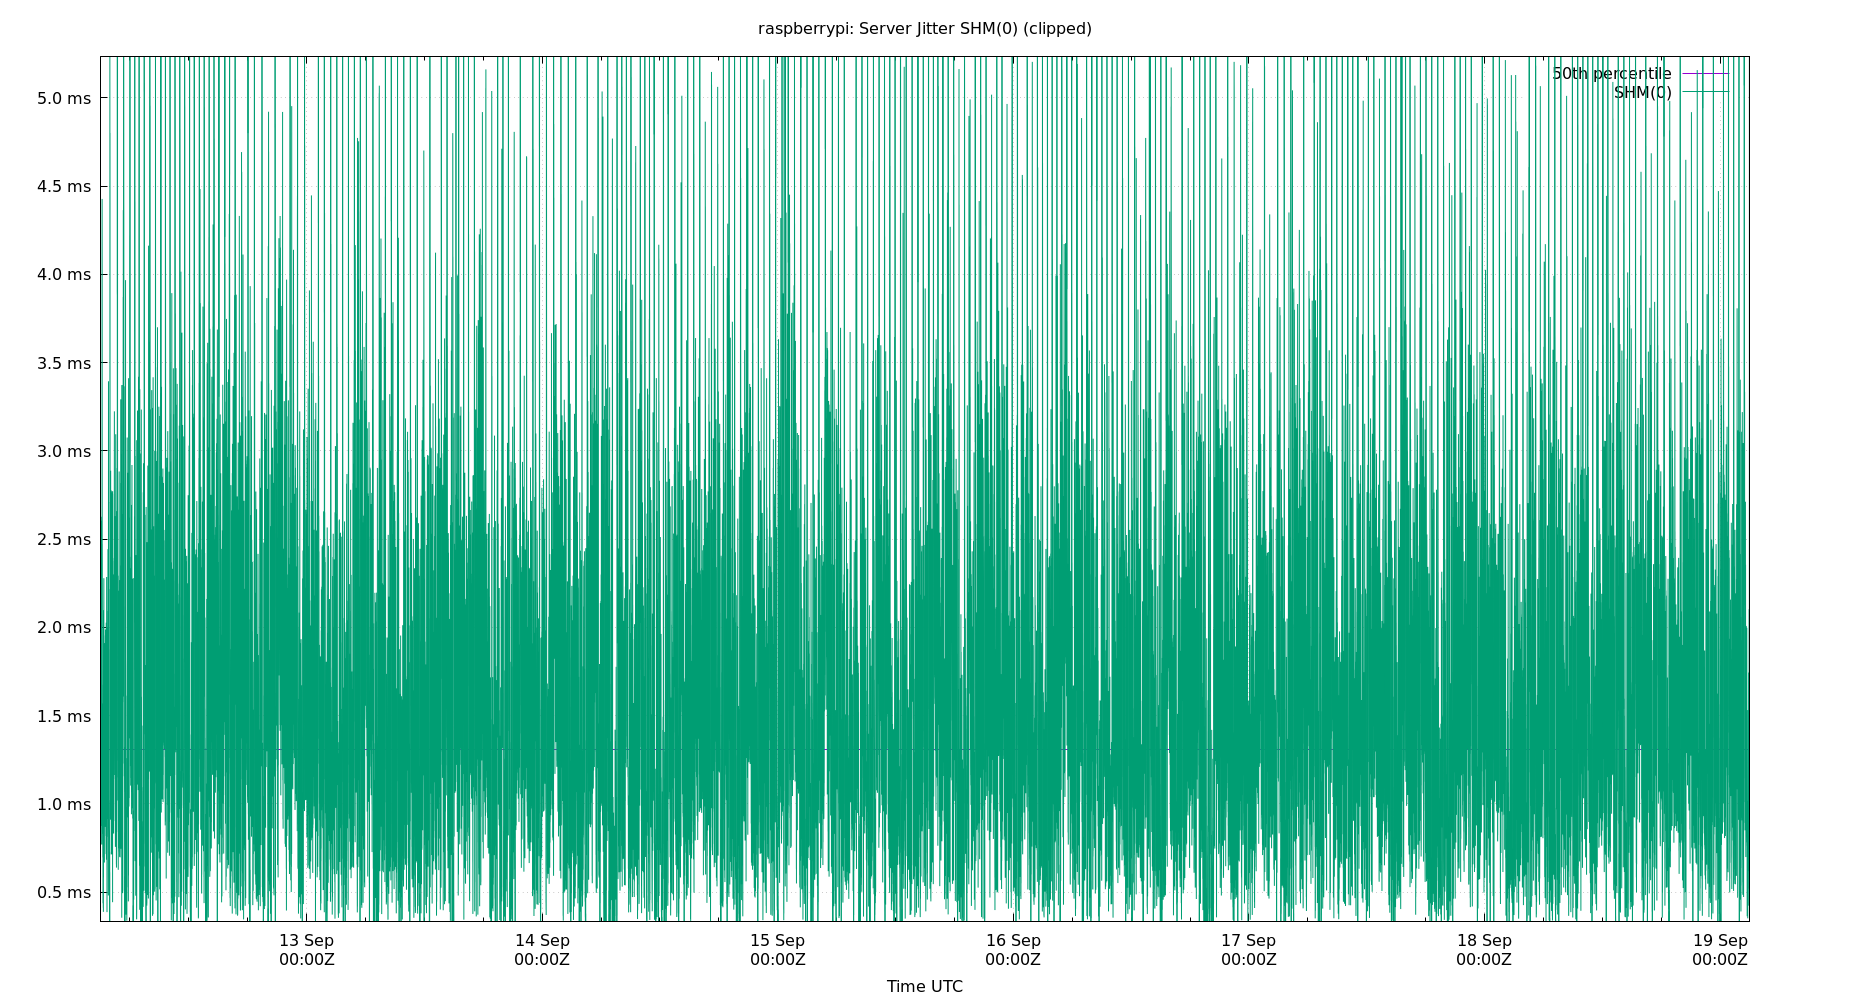 raspberrypi: Server Jitter SHM(0) (clipped)
50th percentile
SHM(0)
5.0 ms
4.5 ms
4.0 ms
3.5 ms
3.0 ms
2.5 ms
2.0 ms
1.5 ms
1.0 ms
0.5 ms
13 Sep 14 Sep 15 Sep 16 Sep 17 Sep 18 Sep 19 Sep
00:00Z 00:00Z 00:00Z 00:00Z 00:00Z 00:00Z 00:00Z
Time UTC